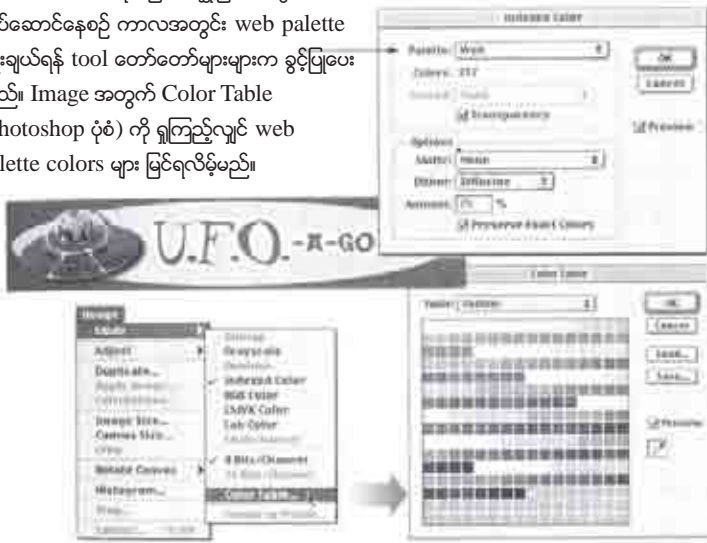 ပ်ဆောင်နေစဉ် ကာလအတွင်း web palette
းချယ်ရန် tool တော်တော်များများက ခွင့်ပြုပေး
ည်။ Image အတွက် Color Table
hotoshop ပုံစံ) ကို ရှုကြည့်လျှင် web
lette colors များ မြင်ရလိမ့်မည်။
Indexed Color
Palette: Web
Colors: 217
Transparency
Options
Matte: None
Dither: Diffusion
Amount: 75 %
Preserve Exact Colors
OK
Cancel
Preview
U.F.O.-A-GO
Image
Mode
Adjust
Duplicate...
Image Size...
Canvas Size...
Crop
Rotate Canvas
Histogram...
Trap...
Bitmap
Grayscale
Duotone
Indexed Color
RGB Color
CMYK Color
Lab Color
Multichannel
8 Bits/Channel
16 Bits/Channel
Color Table...
Color Table
Table: Custom
OK
Cancel
Load...
Save...
Preview